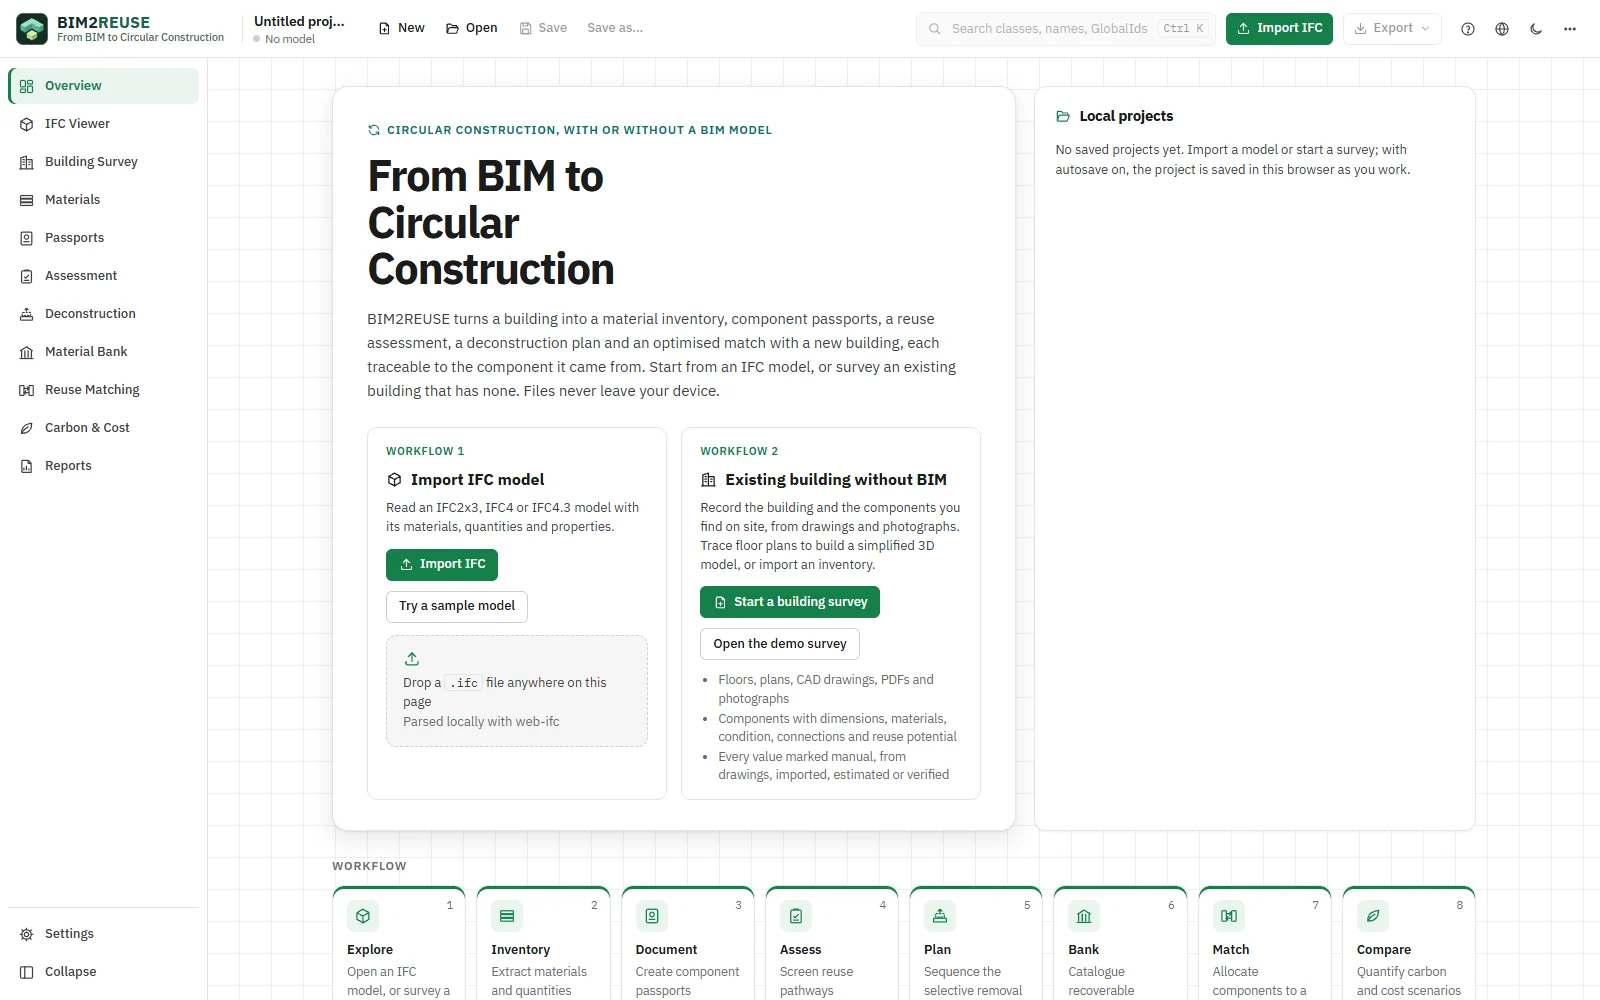 BIM2REUSE
From BIM to Circular Construction
Untitled proj...
No model
New
Open
Save
Save as...
Search classes, names, GlobalIds
Ctrl K
Import IFC
Export
Overview
IFC Viewer
Building Survey
Materials
Passports
Assessment
Deconstruction
Material Bank
Reuse Matching
Carbon & Cost
Reports
Settings
Collapse
CIRCULAR CONSTRUCTION, WITH OR WITHOUT A BIM MODEL
From BIM to
Circular
Construction
BIM2REUSE turns a building into a material inventory, component passports, a reuse
assessment, a deconstruction plan and an optimised match with a new building, each
traceable to the component it came from. Start from an IFC model, or survey an existing
building that has none. Files never leave your device.
WORKFLOW 1
Import IFC model
Read an IFC2x3, IFC4 or IFC4.3 model with
its materials, quantities and properties.
Import IFC
Try a sample model
Drop a .ifc file anywhere on this
page
Parsed locally with web-ifc
WORKFLOW 2
Existing building without BIM
Record the building and the components you
find on site, from drawings and photographs.
Trace floor plans to build a simplified 3D
model, or import an inventory.
Start a building survey
Open the demo survey
• Floors, plans, CAD drawings, PDFs and
photographs
• Components with dimensions, materials,
condition, connections and reuse potential
• Every value marked manual, from
drawings, imported, estimated or verified
Local projects
No saved projects yet. Import a model or start a survey; with
autosave on, the project is saved in this browser as you work.
WORKFLOW
1
Explore
Open an IFC
model, or survey a
2
Inventory
Extract materials
and quantities
3
Document
Create component
passports
4
Assess
Screen reuse
pathways
5
Plan
Sequence the
selective removal
6
Bank
Catalogue
recoverable
7
Match
Allocate
components to a
8
Compare
Quantify carbon
and cost scenarios